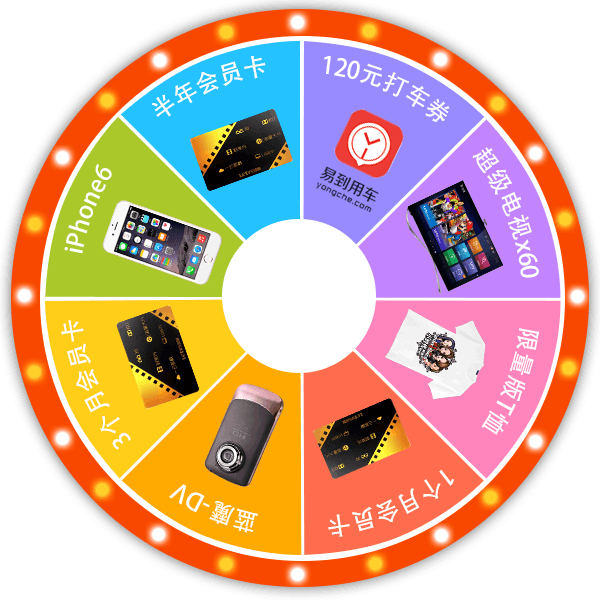 120元打车券
易到用车
yongche.com
超级电视x60
限量版T恤
1个月会员卡
蓝魔-DV
3个月会员卡
iPhone6
半年会员卡